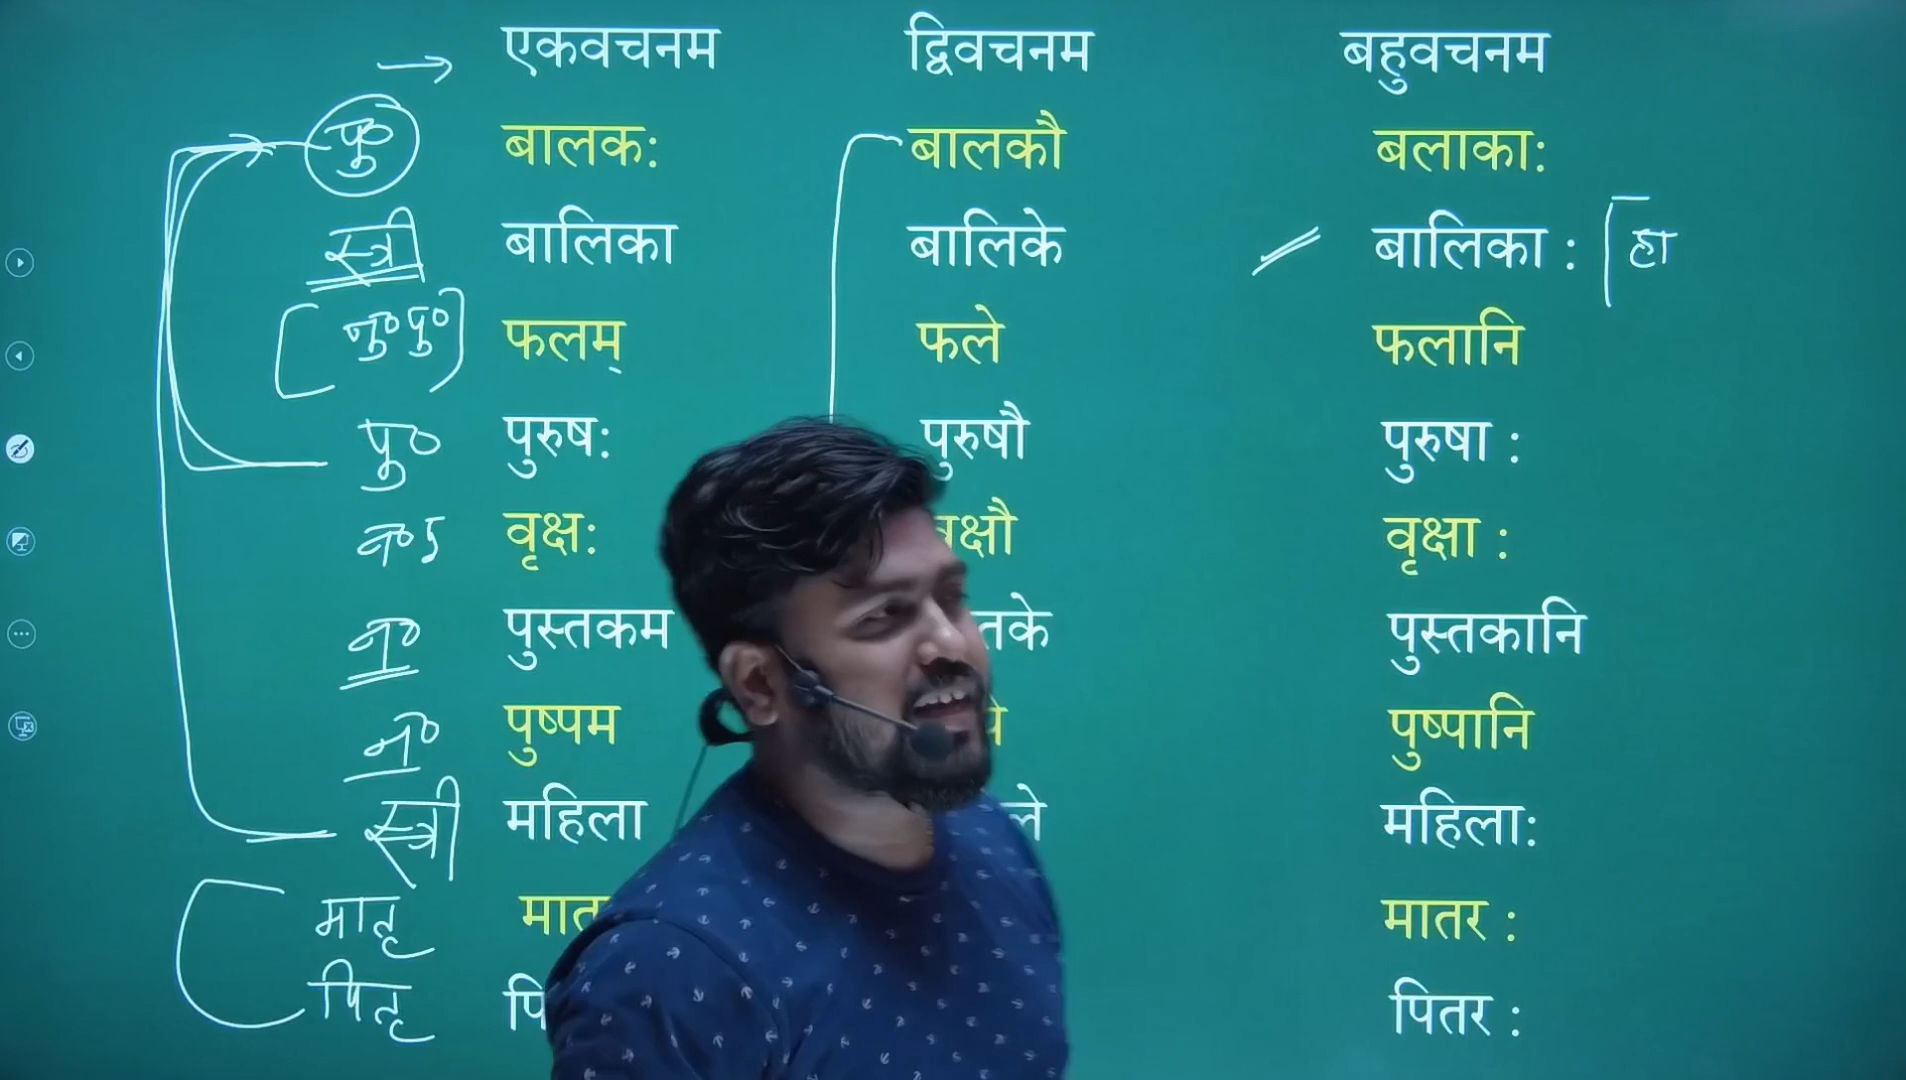 एकवचनम द्विवचनम बहुवचनम
पु० बालक: बालकौ बलाका:
स्त्री बालिका बालिके बालिका : हा
न०पु० फलम् फले फलानि
पु० पुरुष: पुरुषौ पुरुषा :
वृक्ष: वृक्षा :
न० पुस्तकम पुस्तकानि
न० पुष्पम पुष्पानि
स्त्री महिला महिला:
मातृ मातर :
पितृ पितर :